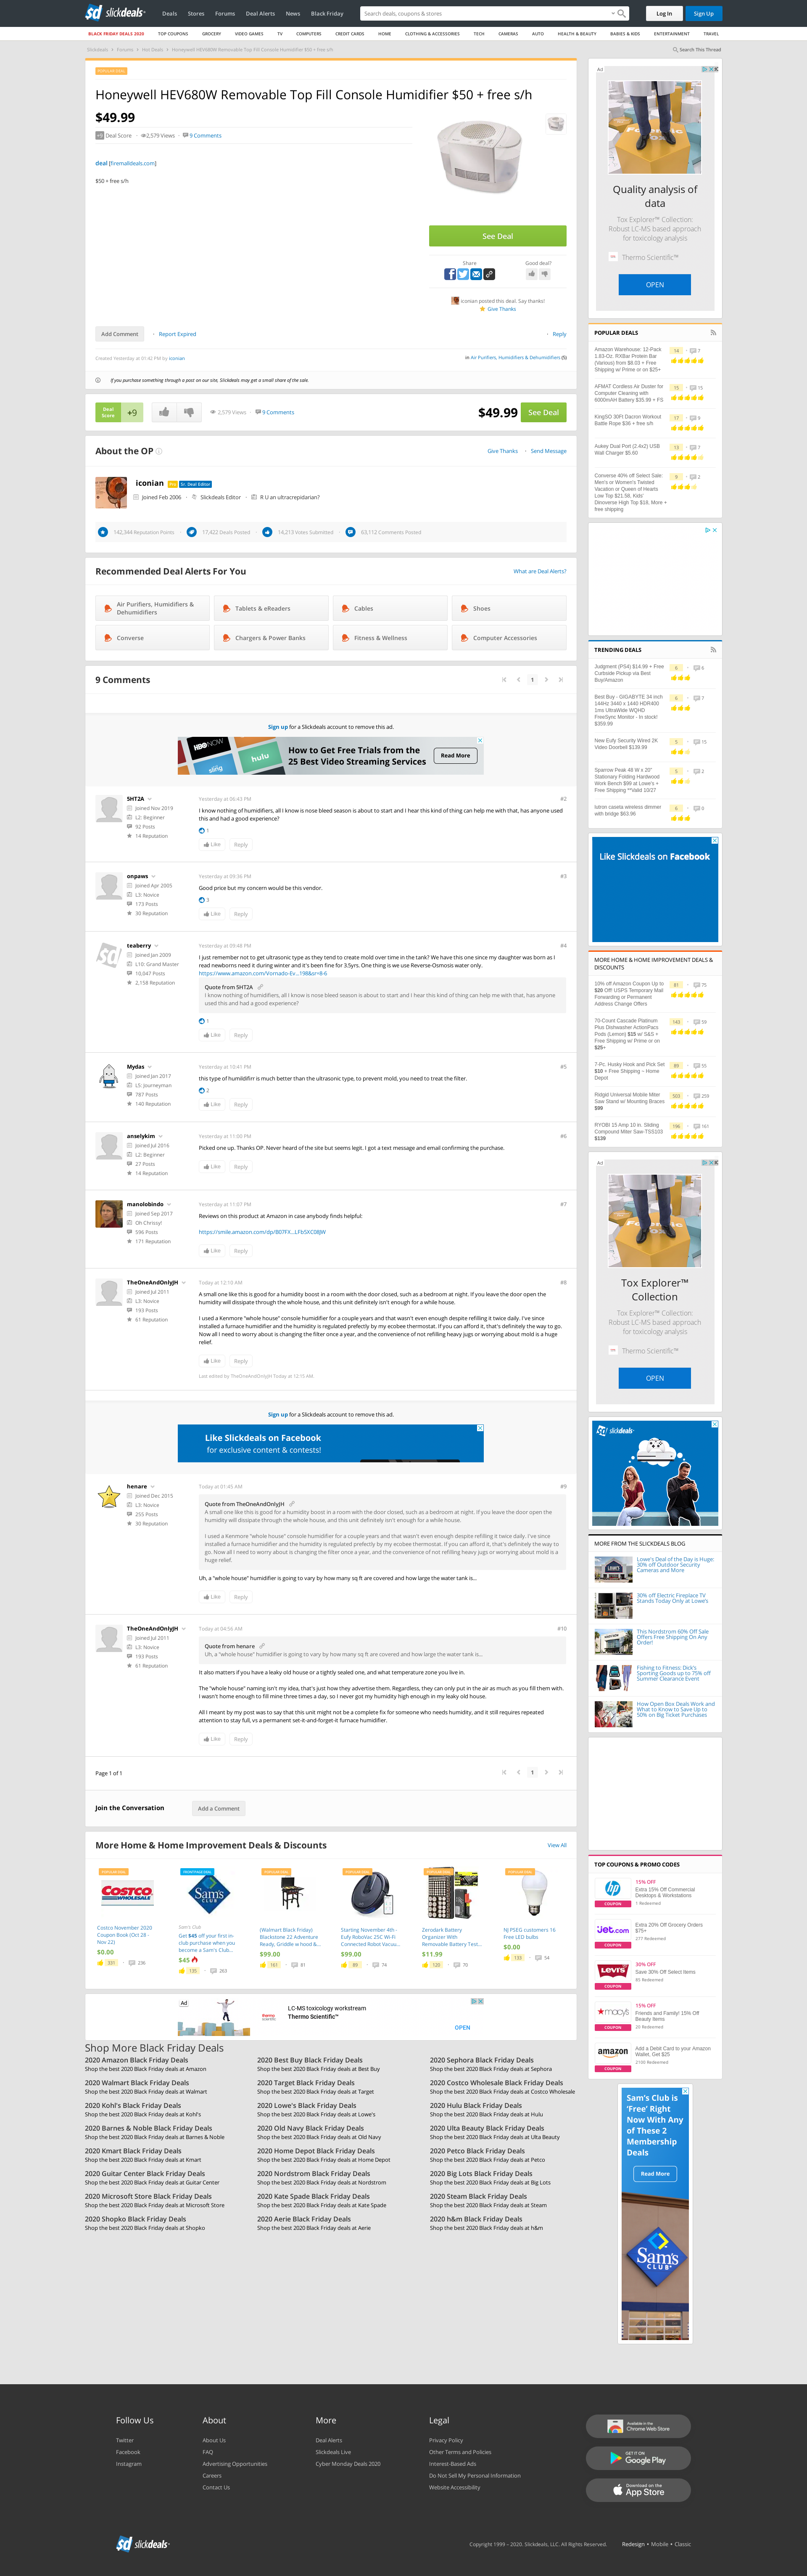 slickdeals
Deals
Stores
Forums
Deal Alerts
News
Black Friday
Search deals, coupons & stores
Log In
Sign Up
BLACK FRIDAY DEALS 2020
TOP COUPONS
GROCERY
VIDEO GAMES
TV
COMPUTERS
CREDIT CARDS
HOME
CLOTHING & ACCESSORIES
TECH
CAMERAS
AUTO
HEALTH & BEAUTY
BABIES & KIDS
ENTERTAINMENT
TRAVEL
Slickdeals
Forums
Hot Deals
Honeywell HEV680W Removable Top Fill Console Humidifier $50 + free s/h
Search This Thread
POPULAR DEAL
Honeywell HEV680W Removable Top Fill Console Humidifier $50 + free s/h
$49.99
+9 Deal Score
2,579 Views
9 Comments
deal [firemalldeals.com]
$50 + free s/h
See Deal
Share
Good deal?
iconian posted this deal. Say thanks!
Give Thanks
Add Comment
Report Expired
Reply
Created Yesterday at 01:42 PM by iconian
in Air Purifiers, Humidifiers & Dehumidifiers (5)
If you purchase something through a post on our site, Slickdeals may get a small share of the sale.
Deal Score +9
2,579 Views
9 Comments
$49.99
See Deal
About the OP
Give Thanks
Send Message
iconian Pro Sr. Deal Editor
Joined Feb 2006
Slickdeals Editor
R U an ultracrepidarian?
142,344 Reputation Points
17,422 Deals Posted
14,213 Votes Submitted
63,112 Comments Posted
Recommended Deal Alerts For You
What are Deal Alerts?
Air Purifiers, Humidifiers & Dehumidifiers
Tablets & eReaders
Cables
Shoes
Converse
Chargers & Power Banks
Fitness & Wellness
Computer Accessories
9 Comments
1
Sign up for a Slickdeals account to remove this ad.
HBO NOW
sling
hulu
How to Get Free Trials from the
25 Best Video Streaming Services
Read More
5HT2A
Joined Nov 2019
L2: Beginner
92 Posts
14 Reputation
Yesterday at 06:43 PM
#2
I know nothing of humidifiers, all I know is nose bleed season is about to start and I hear this kind of thing can help me with that, has anyone used
this and had a good experience?
1
Like
Reply
onpaws
Joined Apr 2005
L3: Novice
173 Posts
30 Reputation
Yesterday at 09:36 PM
#3
Good price but my concern would be this vendor.
3
Like
Reply
teaberry
Joined Jan 2009
L10: Grand Master
10,047 Posts
2,158 Reputation
Yesterday at 09:48 PM
#4
I just remember not to get ultrasonic type as they tend to create mold over time in the tank? We have this one since my daughter was born as I
read newborns need it during winter and it's been fine for 3.5yrs. One thing is we use Reverse-Osmosis water only.
https://www.amazon.com/Vornado-Ev...198&sr=8-6
Quote from 5HT2A
I know nothing of humidifiers, all I know is nose bleed season is about to start and I hear this kind of thing can help me with that, has anyone
used this and had a good experience?
1
Like
Reply
Mydas
Joined Jan 2017
L5: Journeyman
787 Posts
140 Reputation
Yesterday at 10:41 PM
#5
this type of humidifirr is much better than the ultrasonic type, to prevent mold, you need to treat the filter.
2
Like
Reply
anselykim
Joined Jul 2016
L2: Beginner
27 Posts
14 Reputation
Yesterday at 11:00 PM
#6
Picked one up, Thanks OP. Never heard of the site but seems legit. I got a text message and email confirming the purchase.
Like
Reply
manolobindo
Joined Sep 2017
Oh Chrissy!
596 Posts
171 Reputation
Yesterday at 11:07 PM
#7
Reviews on this product at Amazon in case anybody finds helpful:
https://smile.amazon.com/dp/B07FX...LFb5XC08JW
Like
Reply
TheOneAndOnlyJH
Joined Jul 2011
L3: Novice
193 Posts
61 Reputation
Today at 12:10 AM
#8
A small one like this is good for a humidity boost in a room with the door closed, such as a bedroom at night. If you leave the door open the
humidity will dissipate through the whole house, and this unit definitely isn't enough for a while house.
I used a Kenmore "whole house" console humidifier for a couple years and that wasn't even enough despite refilling it twice daily. I've since
installed a furnace humidifier and the humidity is regulated prefectly by my ecobee thermostat. If you can afford it, that's definitely the way to go.
Now all I need to worry about is changing the filter once a year, and the convenience of not refilling heavy jugs or worrying about mold is a huge
relief.
Like
Reply
Last edited by TheOneAndOnlyJH Today at 12:15 AM
Sign up for a Slickdeals account to remove this ad.
Like Slickdeals on Facebook
for exclusive content & contests!
henare
Joined Dec 2015
L3: Novice
255 Posts
30 Reputation
Today at 01:45 AM
#9
Quote from TheOneAndOnlyJH
A small one like this is good for a humidity boost in a room with the door closed, such as a bedroom at night. If you leave the door open the
humidity will dissipate through the whole house, and this unit definitely isn't enough for a while house.
I used a Kenmore "whole house" console humidifier for a couple years and that wasn't even enough despite refilling it twice daily. I've since
installed a furnace humidifier and the humidity is regulated prefectly by my ecobee thermostat. If you can afford it, that's definitely the way to
go. Now all I need to worry about is changing the filter once a year, and the convenience of not refilling heavy jugs or worrying about mold is a
huge relief.
Uh, a "whole house" humidifier is going to vary by how many sq ft are covered and how large the water tank is...
Like
Reply
TheOneAndOnlyJH
Joined Jul 2011
L3: Novice
193 Posts
61 Reputation
Today at 04:56 AM
#10
Quote from henare
Uh, a "whole house" humidifier is going to vary by how many sq ft are covered and how large the water tank is...
It also matters if you have a leaky old house or a tightly sealed one, and what temperature zone you live in.
The "whole house" naming isn't my idea, that's just how they advertise them. Regardless, they can only put in the air as much as you fill them with.
I wasn't home enough to fill mine three times a day, so I never got my humidity high enough in my leaky old house.
All I meant by my post was to say that this unit might not be a complete fix for someone who needs humidity, and it still requires repeated
attention to stay full, vs a permanent set-it-and-forget-it furnace humidifier.
Like
Reply
Page 1 of 1
1
Join the Conversation
Add a Comment
More Home & Home Improvement Deals & Discounts
View All
POPULAR DEAL
COSTCO WHOLESALE
Costco November 2020
Coupon Book (Oct 28 -
Nov 22)
$0.00
331
236
FRONTPAGE DEAL
Sam's Club
Get $45 off your first in-
club purchase when you
become a Sam's Club...
$45
135
203
POPULAR DEAL
(Walmart Black Friday)
Blackstone 22 Adventure
Ready, Griddle w hood &...
$99.00
161
81
POPULAR DEAL
Starting November 4th--
Eufy RoboVac 25C Wi-Fi
Connected Robot Vacuu...
$99.00
89
74
POPULAR DEAL
Zerodark Battery
Organizer With
Removable Battery Test...
$11.99
120
70
POPULAR DEAL
NJ PSEG customers 16
Free LED bulbs
$0.00
133
54
Ad
LC-MS toxicology workstream
Thermo Scientific™
OPEN
Shop More Black Friday Deals
2020 Amazon Black Friday Deals
Shop the best 2020 Black Friday deals at Amazon
2020 Best Buy Black Friday Deals
Shop the best 2020 Black Friday deals at Best Buy
2020 Sephora Black Friday Deals
Shop the best 2020 Black Friday deals at Sephora
2020 Walmart Black Friday Deals
Shop the best 2020 Black Friday deals at Walmart
2020 Target Black Friday Deals
Shop the best 2020 Black Friday deals at Target
2020 Costco Wholesale Black Friday Deals
Shop the best 2020 Black Friday deals at Costco Wholesale
2020 Kohl's Black Friday Deals
Shop the best 2020 Black Friday deals at Kohl's
2020 Lowe's Black Friday Deals
Shop the best 2020 Black Friday deals at Lowe's
2020 Hulu Black Friday Deals
Shop the best 2020 Black Friday deals at Hulu
2020 Barnes & Noble Black Friday Deals
Shop the best 2020 Black Friday deals at Barnes & Noble
2020 Old Navy Black Friday Deals
Shop the best 2020 Black Friday deals at Old Navy
2020 Ulta Beauty Black Friday Deals
Shop the best 2020 Black Friday deals at Ulta Beauty
2020 Kmart Black Friday Deals
Shop the best 2020 Black Friday deals at Kmart
2020 Home Depot Black Friday Deals
Shop the best 2020 Black Friday deals at Home Depot
2020 Petco Black Friday Deals
Shop the best 2020 Black Friday deals at Petco
2020 Guitar Center Black Friday Deals
Shop the best 2020 Black Friday deals at Guitar Center
2020 Nordstrom Black Friday Deals
Shop the best 2020 Black Friday deals at Nordstrom
2020 Big Lots Black Friday Deals
Shop the best 2020 Black Friday deals at Big Lots
2020 Microsoft Store Black Friday Deals
Shop the best 2020 Black Friday deals at Microsoft Store
2020 Kate Spade Black Friday Deals
Shop the best 2020 Black Friday deals at Kate Spade
2020 Steam Black Friday Deals
Shop the best 2020 Black Friday deals at Steam
2020 Shopko Black Friday Deals
Shop the best 2020 Black Friday deals at Shopko
2020 Aerie Black Friday Deals
Shop the best 2020 Black Friday deals at Aerie
2020 h&m Black Friday Deals
Shop the best 2020 Black Friday deals at h&m
Ad
Quality analysis of
data
Tox Explorer™ Collection:
Robust LC-MS based approach
for toxicology analysis
Thermo Scientific™
OPEN
POPULAR DEALS
Amazon Warehouse: 12-Pack
1.83-Oz. RXBar Protein Bar
(Various) from $8.03 + Free
Shipping w/ Prime or on $25+
14
7
AFMAT Cordless Air Duster for
Computer Cleaning with
6000mAH Battery $35.99 + FS
15
15
KingSO 30Ft Dacron Workout
Battle Rope $36 + free s/h
17
9
Aukey Dual Port (2.4x2) USB
Wall Charger $5.60
13
7
Converse 40% off Select Sale:
Men's or Women's Twisted
Vacation or Queen of Hearts
Low Top $21.58, Kids'
Dinoverse High Top $18, More +
free shipping
9
2
TRENDING DEALS
Judgment (PS4) $14.99 + Free
Curbside Pickup via Best
Buy/Amazon
6
6
Best Buy - GIGABYTE 34 inch
144Hz 3440 x 1440 HDR400
1ms UltraWide WQHD
FreeSync Monitor - In stock!
$359.99
6
7
New Eufy Security Wired 2K
Video Doorbell $139.99
5
15
Sparrow Peak 48 W x 20"
Stationary Folding Hardwood
Work Bench $99 at Lowe's +
Free Shipping **Valid 10/27
5
2
lutron caseta wireless dimmer
with bridge $63.96
6
0
Like Slickdeals on Facebook
MORE HOME & HOME IMPROVEMENT DEALS &
DISCOUNTS
10% off Amazon Coupon Up to
$20 Off! USPS Temporary Mail
Forwarding or Permanent
Address Change Offers
81
75
70-Count Cascade Platinum
Plus Dishwasher ActionPacs
Pods (Lemon) $15 w/ S&S +
Free Shipping w/ Prime or on
$25+
143
59
7-Pc. Husky Hook and Pick Set
$10 + Free Shipping ~ Home
Depot
89
55
Ridgid Universal Mobile Miter
Saw Stand w/ Mounting Braces
$99
503
259
RYOBI 15 Amp 10 in. Sliding
Compound Miter Saw-TSS103
$139
106
161
Ad
Tox Explorer™
Collection
Tox Explorer™ Collection:
Robust LC-MS based approach
for toxicology analysis
Thermo Scientific™
OPEN
slickdeals
MORE FROM THE SLICKDEALS BLOG
Lowe's Deal of the Day is Huge:
30% off Outdoor Security
Cameras and More
30% off Electric Fireplace TV
Stands Today Only at Lowe's
This Nordstrom 60% Off Sale
Offers Free Shipping On Any
Order!
Fishing to Fitness: Dick's
Sporting Goods up to 75% off
Summer Clearance Event
How Open Box Deals Work and
What to Know to Save Up to
50% on Big Ticket Purchases
TOP COUPONS & PROMO CODES
hp
COUPON
15% OFF
Extra 15% Off Commercial
Desktops & Workstations
1 Redeemed
jet.com
COUPON
Extra 20% Off Grocery Orders
$75+
277 Redeemed
LEVI'S
COUPON
30% OFF
Save 30% Off Select Items
85 Redeemed
macy's
COUPON
15% OFF
Friends and Family! 15% Off
Beauty Items
20 Redeemed
amazon
COUPON
Add a Debit Card to your Amazon
Wallet, Get $25
2100 Redeemed
Sam's Club is
'Free' Right
Now With Any
of These 2
Membership
Deals
Read More
Sam's
CLUB
Follow Us
Twitter
Facebook
Instagram
About
About Us
FAQ
Advertising Opportunities
Careers
Contact Us
More
Deal Alerts
Slickdeals Live
Cyber Monday Deals 2020
Legal
Privacy Policy
Other Terms and Policies
Interest-Based Ads
Do Not Sell My Personal Information
Website Accessibility
Available in the
Chrome Web Store
GET IT ON
Google Play
Download on the
App Store
slickdeals
Copyright 1999 – 2020. Slickdeals, LLC. All Rights Reserved.
Redesign • Mobile • Classic